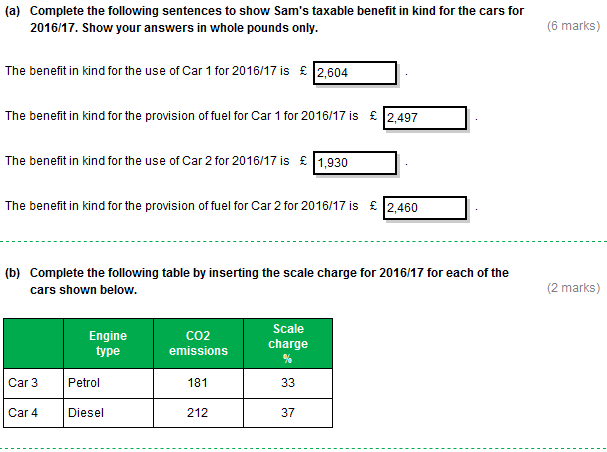 (a) Complete the following sentences to show Sam's taxable benefit in kind for the cars for
2016/17. Show your answers in whole pounds only.
(6 marks)
The benefit in kind for the use of Car 1 for 2016/17 is £ 2,604 .
The benefit in kind for the provision of fuel for Car 1 for 2016/17 is £ 2,497 .
The benefit in kind for the use of Car 2 for 2016/17 is £ 1,930 .
The benefit in kind for the provision of fuel for Car 2 for 2016/17 is £ 2,460 .
(b) Complete the following table by inserting the scale charge for 2016/17 for each of the
cars shown below.
(2 marks)
Engine type CO2 emissions Scale charge %
Car 3 Petrol 181 33
Car 4 Diesel 212 37